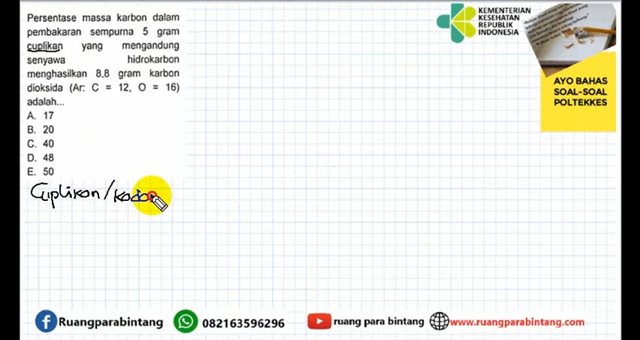 Persentase massa karbon dalam
pembakaran sempurna 5 gram
cuplikan yang mengandung
senyawa hidrokarbon
menghasilkan 8,8 gram karbon
dioksida (Ar: C = 12, O = 16)
adalah...
A. 17
B. 20
C. 40
D. 48
E. 50
Cuplikan/kada
KEMENTERIAN
KESEHATAN
REPUBLIK
INDONESIA
AYO BAHAS
SOAL-SOAL
POLTEKKES
Ruangparabintang
082163596296
ruang para bintang
www.ruangparabintang.com